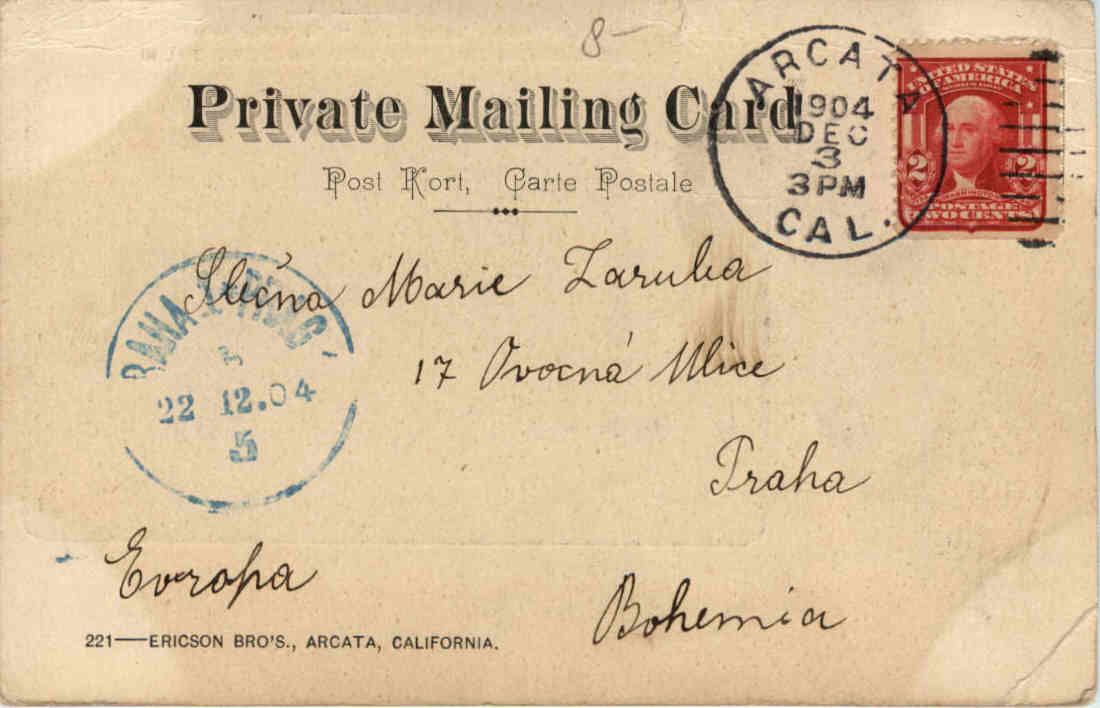 8-
Private Mailing Card
Post Kort, Carte Postale
ARCATA
1904
DEC
3
3 PM
CAL.
UNITED STATES
OF AMERICA
2 2
POSTAGE
TWO CENTS
Slečna Marie Zaruba
17 Ovocná Ulice
Praha
22 12.04
5
Evropa
Bohemia
221—ERICSON BRO'S., ARCATA, CALIFORNIA.